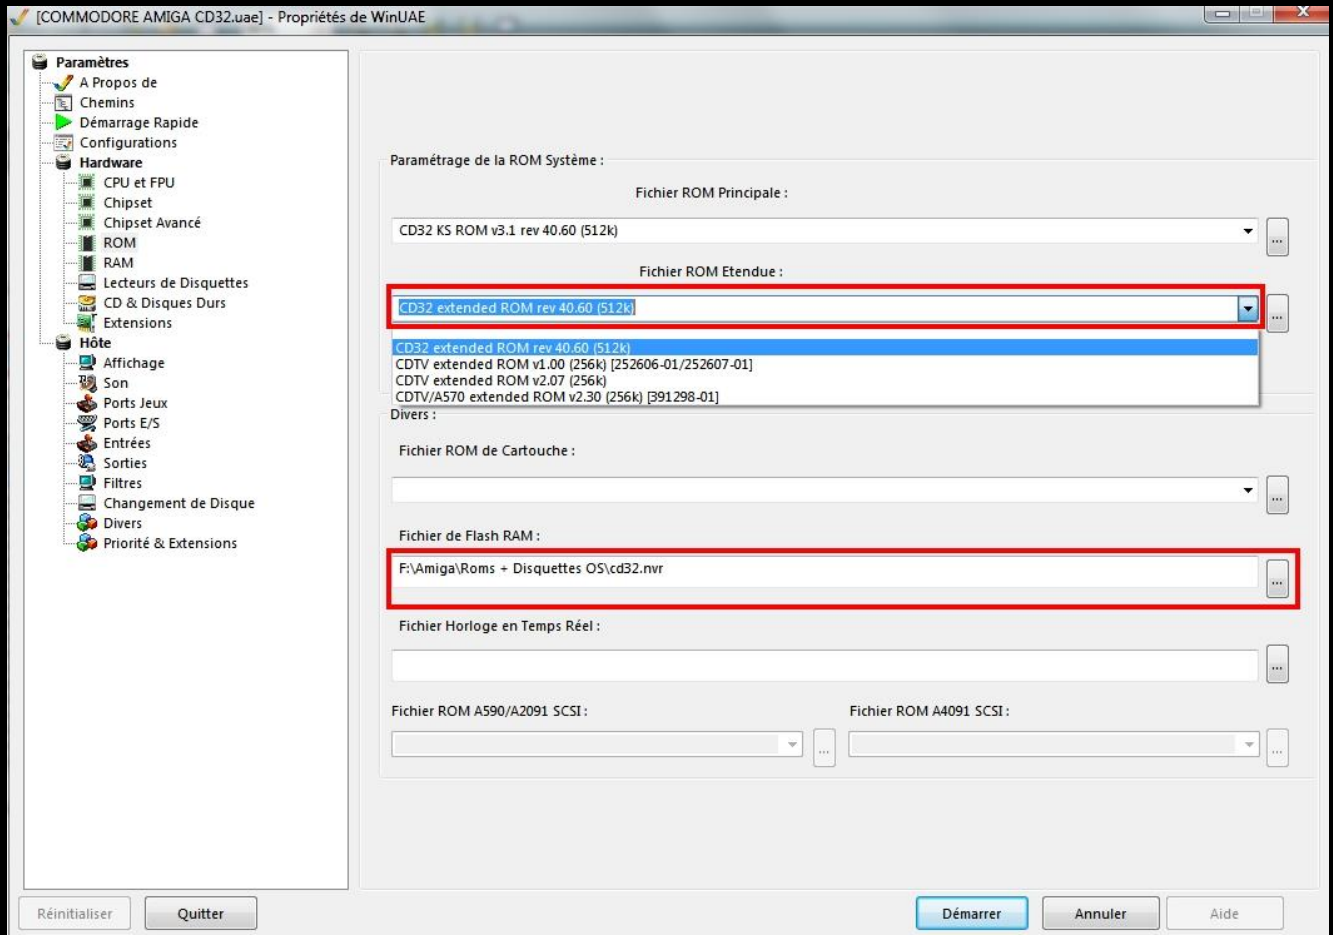 [COMMODORE AMIGA CD32.uae] - Propriétés de WinUAE
Paramètres
A Propos de
Chemins
Démarrage Rapide
Configurations
Hardware
CPU et FPU
Chipset
Chipset Avancé
ROM
RAM
Lecteurs de Disquettes
CD & Disques Durs
Extensions
Hôte
Affichage
Son
Ports Jeux
Ports E/S
Entrées
Sorties
Filtres
Changement de Disque
Divers
Priorité & Extensions
Paramétrage de la ROM Système :
Fichier ROM Principale :
CD32 KS ROM v3.1 rev 40.60 (512k)
...
Fichier ROM Etendue :
CD32 extended ROM rev 40.60 (512k)
...
CD32 extended ROM rev 40.60 (512k)
CDTV extended ROM v1.00 (256k) [252606-01/252607-01]
CDTV extended ROM v2.07 (256k)
CDTV/A570 extended ROM v2.30 (256k) [391298-01]
Divers :
Fichier ROM de Cartouche :
...
Fichier de Flash RAM :
F:\Amiga\Roms + Disquettes OS\cd32.nvr
...
Fichier Horloge en Temps Réel :
...
Fichier ROM A590/A2091 SCSI :
...
Fichier ROM A4091 SCSI :
...
Réinitialiser
Quitter
Démarrer
Annuler
Aide